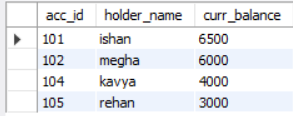 acc_id holder_name curr_balance
101 ishan 6500
102 megha 6000
104 kavya 4000
105 rehan 3000